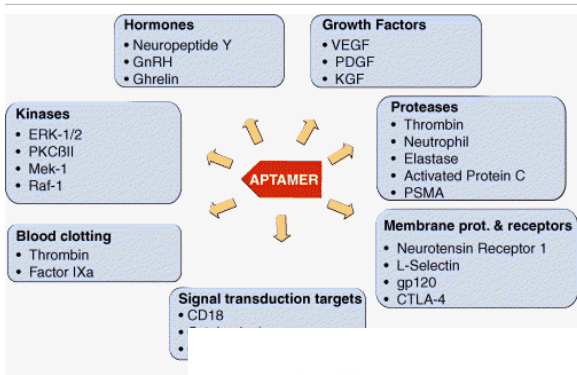 Hormones
• Neuropeptide Y
• GnRH
• Ghrelin
Growth Factors
• VEGF
• PDGF
• KGF
Kinases
• ERK-1/2
• PKCßII
• Mek-1
• Raf-1
Proteases
• Thrombin
• Neutrophil
• Elastase
• Activated Protein C
• PSMA
APTAMER
Blood clotting
• Thrombin
• Factor IXa
Membrane prot. & receptors
• Neurotensin Receptor 1
• L-Selectin
• gp120
• CTLA-4
Signal transduction targets
• CD18